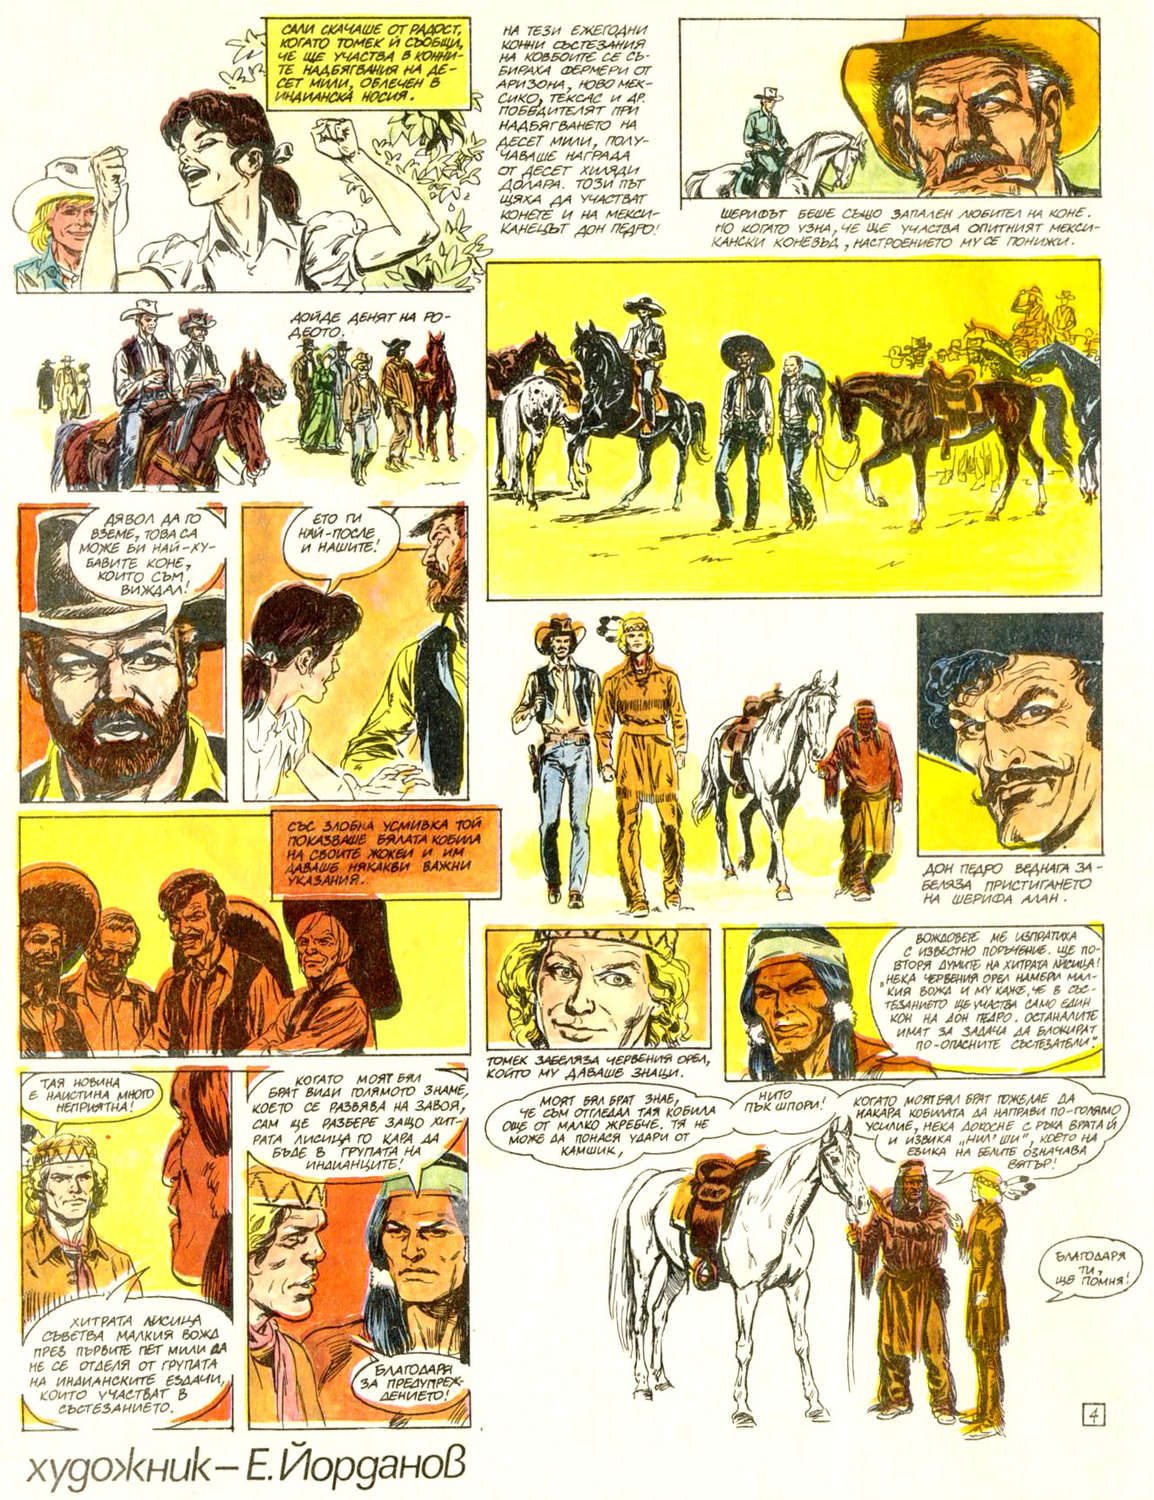 САЛИ СКАЧАШЕ ОТ РАДОСТ,
КОГАТО ТОМЕК Й СЪОБЩИ,
ЧЕ ЩЕ УЧАСТВА В КОННИ-
ТЕ НАДБЯГВАНИЯ НА ДЕ-
СЕТ МИЛИ, ОБЛЕЧЕН В
ИНДИАНСКА НОСИЯ.
НА ТЕЗИ ЕЖЕГОДНИ
КОННИ СЪСТЕЗАНИЯ
НА КОВБОИТЕ СЕ СЪ-
БИРАХА ФЕРМЕРИ ОТ
АРИЗОНА, НОВО МЕК-
СИКО, ТЕКСАС И ДР.
ПОБЕДИТЕЛЯТ ПРИ
НАДБЯГВАНЕТО НА
ДЕСЕТ МИЛИ, ПОЛУ-
ЧАВАШЕ НАГРАДА
ОТ ДЕСЕТ ХИЛЯДИ
ДОЛАРА. ТОЗИ ПЪТ
ЩЯХА ДА УЧАСТВАТ
КОНЕТЕ И НА МЕКСИ-
КАНЕЦЪТ ДОН ПЕДРО!
ШЕРИФЪТ БЕШЕ СЪЩО ЗАПАЛЕН ЛЮБИТЕЛ НА КОНЕ.
НО КОГАТО УЗНА, ЧЕ ЩЕ УЧАСТВА ОПИТНИЯТ МЕКСИ-
КАНСКИ КОНЕВЪД, НАСТРОЕНИЕТО МУ СЕ ПОНИЖИ.
ДОЙДЕ ДЕНЯТ НА РО-
ДЕОТО.
ДЯВОЛ ДА ГО
ВЗЕМЕ, ТОВА СА
МОЖЕ БИ НАЙ-ХУ-
БАВИТЕ КОНЕ,
КОИТО СЪМ
ВИЖДАЛ!
ЕТО ГИ
НАЙ-ПОСЛЕ
И НАШИТЕ!
ДОН ПЕДРО ВЕДНАГА ЗА-
БЕЛЯЗА ПРИСТИГАНЕТО
НА ШЕРИФА АЛАН.
СЪС ЗЛОБНА УСМИВКА ТОЙ
ПОКАЗВАШЕ БЯЛАТА КОБИЛА
НА СВОИТЕ ЖОКЕИ И ИМ
ДАВАШЕ НЯКАКВИ ВАЖНИ
УКАЗАНИЯ.
ТОМЕК ЗАБЕЛЯЗА ЧЕРВЕНИЯ ОРЕЛ,
КОЙТО МУ ДАВАШЕ ЗНАЦИ.
ВОЖДОВЕТЕ МЕ ИЗПРАТИХА
С ИЗВЕСТНО ПОРЪЧЕНИЕ. ЩЕ ПО-
ВТОРЯ ДУМИТЕ НА ХИТРАТА ЛИСИЦА!
"НЕКА ЧЕРВЕНИЯ ОРЕЛ НАМЕРИ МАЛ-
КИЯ ВОЖД И МУ КАЖЕ, ЧЕ В СЪС-
ТЕЗАНИЕТО ЩЕ УЧАСТВА САМО ЕДИН
КОН НА ДОН ПЕДРО. ОСТАНАЛИТЕ
ИМАТ ЗА ЗАДАЧА ДА БЛОКИРАТ
ПО-ОПАСНИТЕ СЪСТЕЗАТЕЛИ."
ТАЯ НОВИНА
Е НАИСТИНА МНОГО
НЕПРИЯТНА!
ХИТРАТА ЛИСИЦА
СЪВЕТВА МАЛКИЯ ВОЖД
ПРЕЗ ПЪРВИТЕ ПЕТ МИЛИ ДА
НЕ СЕ ОТДЕЛЯ ОТ ГРУПАТА
НА ИНДИАНСКИТЕ ЕЗДАЧИ,
КОИТО УЧАСТВАТ В
СЪСТЕЗАНИЕТО.
КОГАТО МОЯТ БЯЛ
БРАТ ВИДИ ГОЛЯМОТО ЗНАМЕ,
КОЕТО СЕ РАЗВЯВА НА ЗАВОЯ,
САМ ЩЕ РАЗБЕРЕ ЗАЩО ХИТ-
РАТА ЛИСИЦА ГО КАРА ДА
БЪДЕ В ГРУПАТА НА
ИНДИАНЦИТЕ!
БЛАГОДАРЯ
ЗА ПРЕДУПРЕЖ-
ДЕНИЕТО!
МОЯТ БЯЛ БРАТ ЗНАЕ,
ЧЕ СЪМ ОТГЛЕДАЛ ТАЯ КОБИЛА
ОЩЕ ОТ МАЛКО ЖРЕБЧЕ. ТЯ НЕ
МОЖЕ ДА ПОНАСЯ УДАРИ ОТ
КАМШИК,
НИТО
ПЪК ШПОРИ!
КОГАТО МОЯТ БЯЛ БРАТ ПОЖЕЛАЕ ДА
НАКАРА КОБИЛАТА ДА НАПРАВИ ПО-ГОЛЯМО
УСИЛИЕ, НЕКА ДОКОСНЕ С РЪКА ВРАТА Й
И ИЗВИКА „НИЛ'ШИ", КОЕТО НА
ЕЗИКА НА БЕЛИТЕ ОЗНАЧАВА
ВЯТЪР!
БЛАГОДАРЯ
ТИ,
ЩЕ ПОМНЯ!
4
художник – Е. Йорданов